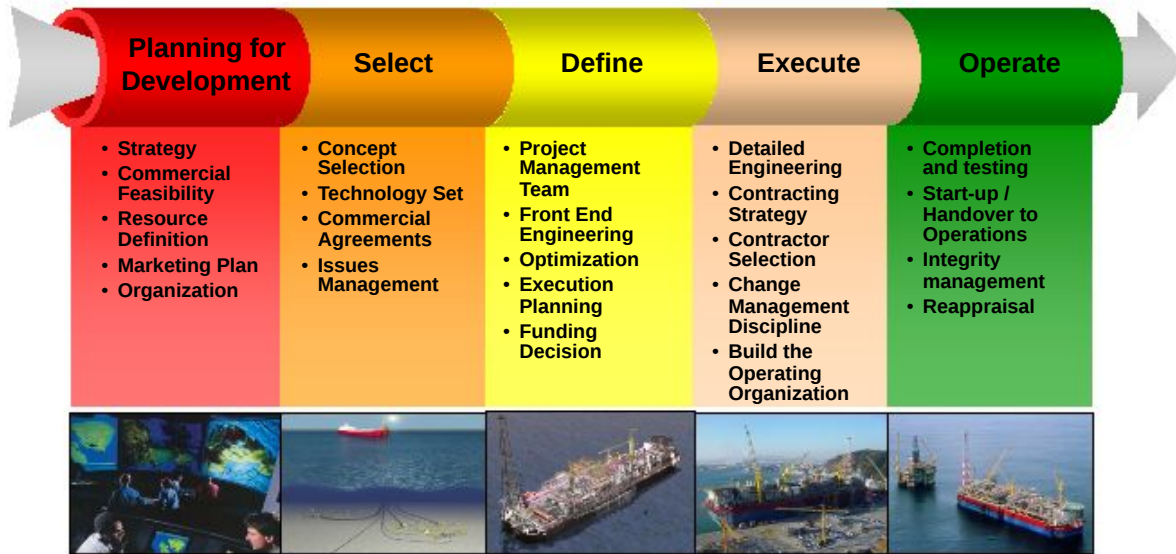 Planning for
Development
Select
Define
Execute
Operate
• Strategy
• Commercial
Feasibility
• Resource
Definition
• Marketing Plan
• Organization
• Concept
Selection
• Technology Set
• Commercial
Agreements
• Issues
Management
• Project
Management
Team
• Front End
Engineering
• Optimization
• Execution
Planning
• Funding
Decision
• Detailed
Engineering
• Contracting
Strategy
• Contractor
Selection
• Change
Management
Discipline
• Build the
Operating
Organization
• Completion
and testing
• Start-up /
Handover to
Operations
• Integrity
management
• Reappraisal